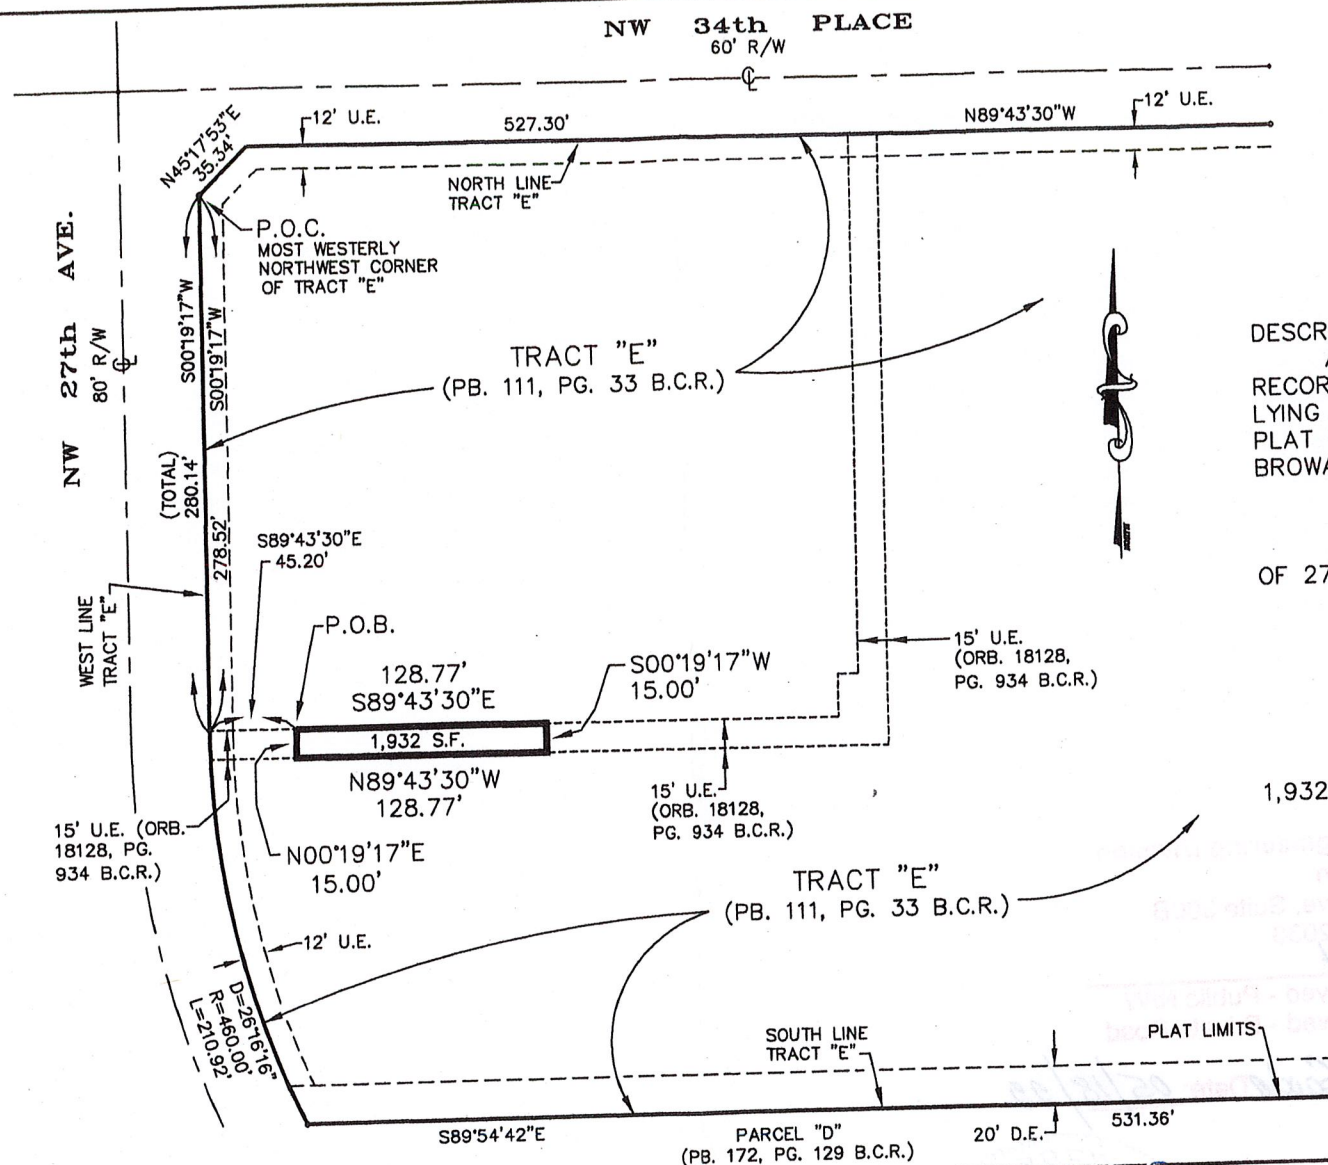 NW 34th PLACE
60' R/W
12' U.E.
527.30'
N89°43'30"W
12' U.E.
N45°17'53"E
35.34'
NORTH LINE
TRACT "E"
P.O.C.
MOST WESTERLY
NORTHWEST CORNER
OF TRACT "E"
NW 27th AVE.
80' R/W
S00°19'17"W
S00°19'17"W
(TOTAL)
280.14'
278.52'
TRACT "E"
(PB. 111, PG. 33 B.C.R.)
NORTH
DESCR
RECOR
LYING
PLAT
BROWA
OF 27
1,932
S89°43'30"E
45.20'
WEST LINE
TRACT "E"
P.O.B.
128.77'
S89°43'30"E
S00°19'17"W
15.00'
1,932 S.F.
N89°43'30"W
128.77'
15' U.E.
(ORB. 18128,
PG. 934 B.C.R.)
15' U.E.
(ORB. 18128,
PG. 934 B.C.R.)
15' U.E. (ORB.
18128, PG.
934 B.C.R.)
N00°19'17"E
15.00'
TRACT "E"
(PB. 111, PG. 33 B.C.R.)
12' U.E.
D=26°16'16"
R=460.00'
L=210.92'
SOUTH LINE
TRACT "E"
PLAT LIMITS
S89°54'42"E
PARCEL "D"
(PB. 172, PG. 129 B.C.R.)
20' D.E.
531.36'